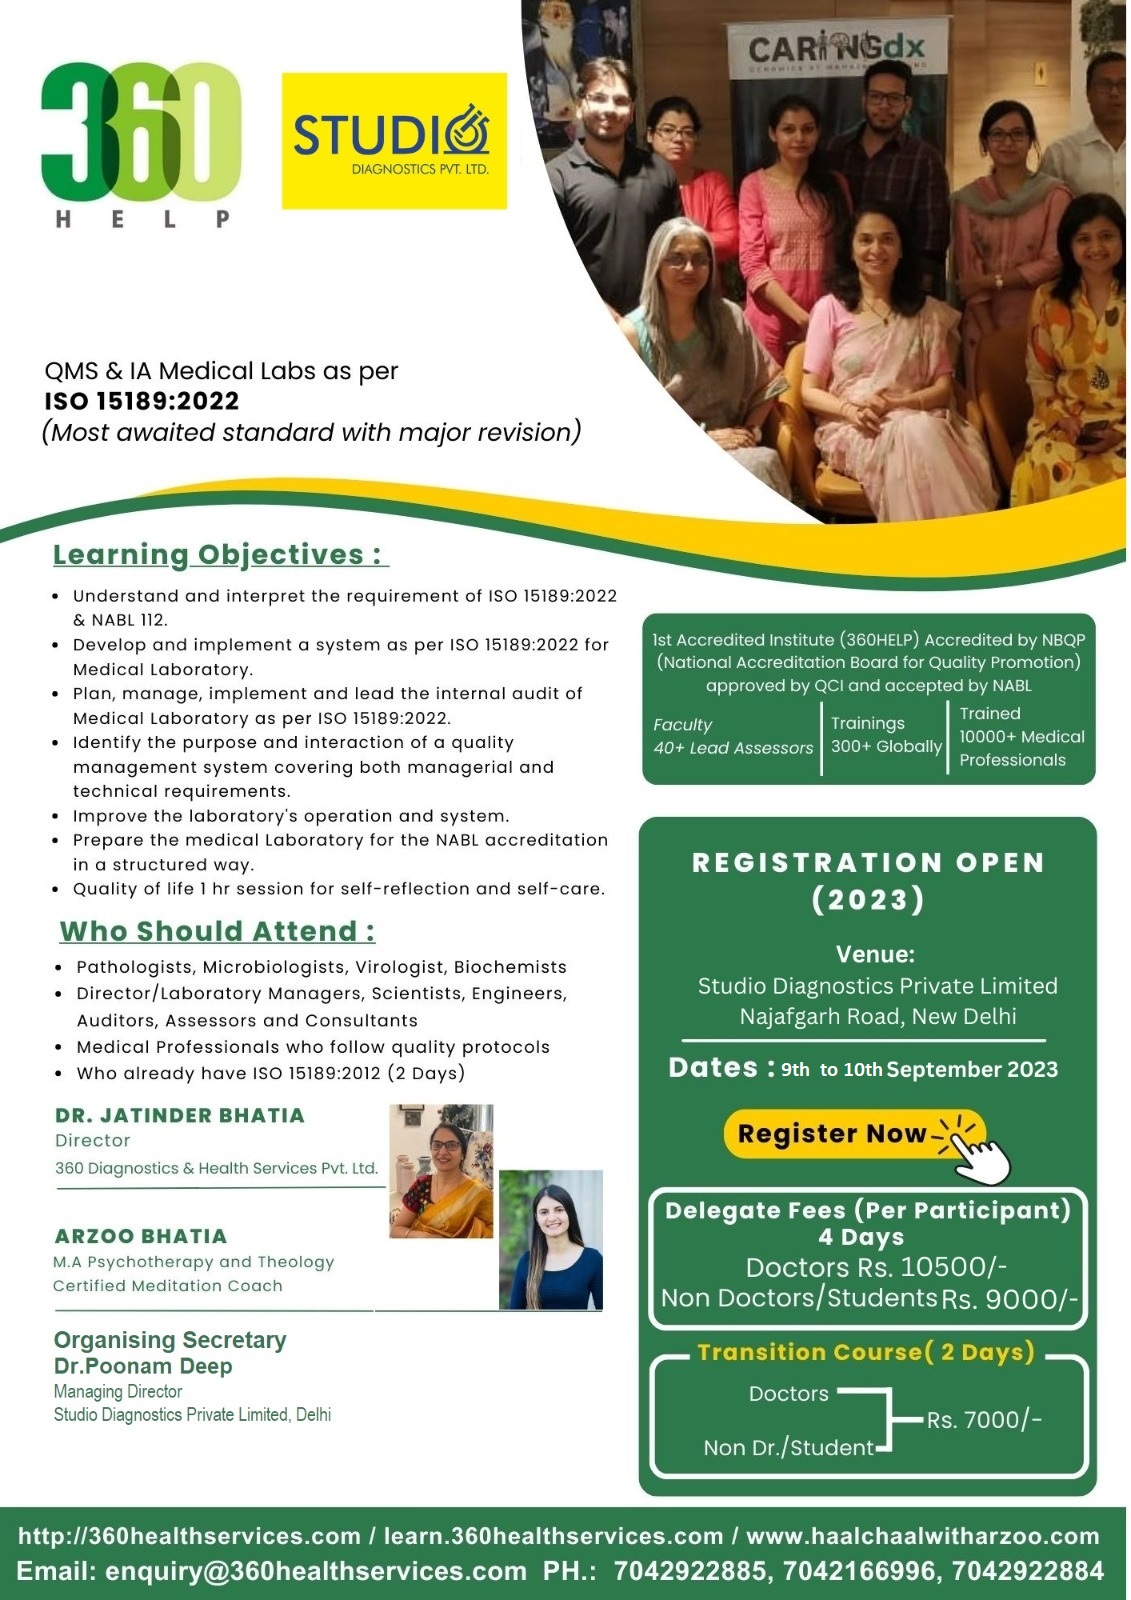 360
HELP
STUDIO
DIAGNOSTICS PVT. LTD.
CARiNGdx
QMS & IA Medical Labs as per
ISO 15189:2022
(Most awaited standard with major revision)
Learning Objectives :
• Understand and interpret the requirement of ISO 15189:2022
& NABL 112.
• Develop and implement a system as per ISO 15189:2022 for
Medical Laboratory.
• Plan, manage, implement and lead the internal audit of
Medical Laboratory as per ISO 15189:2022.
• Identify the purpose and interaction of a quality
management system covering both managerial and
technical requirements.
• Improve the laboratory's operation and system.
• Prepare the medical Laboratory for the NABL accreditation
in a structured way.
• Quality of life 1 hr session for self-reflection and self-care.
Who Should Attend :
• Pathologists, Microbiologists, Virologist, Biochemists
• Director/Laboratory Managers, Scientists, Engineers,
Auditors, Assessors and Consultants
• Medical Professionals who follow quality protocols
• Who already have ISO 15189:2012 (2 Days)
DR. JATINDER BHATIA
Director
360 Diagnostics & Health Services Pvt. Ltd.
ARZOO BHATIA
M.A Psychotherapy and Theology
Certified Meditation Coach
Organising Secretary
Dr.Poonam Deep
Managing Director
Studio Diagnostics Private Limited, Delhi
1st Accredited Institute (360HELP) Accredited by NBQP
(National Accreditation Board for Quality Promotion)
approved by QCI and accepted by NABL
Faculty
40+ Lead Assessors
Trainings
300+ Globally
Trained
10000+ Medical
Professionals
REGISTRATION OPEN
(2023)
Venue:
Studio Diagnostics Private Limited
Najafgarh Road, New Delhi
Dates : 9th to 10th September 2023
Register Now
Delegate Fees (Per Participant)
4 Days
Doctors Rs. 10500/-
Non Doctors/Students Rs. 9000/-
Transition Course( 2 Days)
Doctors
Rs. 7000/-
Non Dr./Student
http://360healthservices.com / learn.360healthservices.com / www.haalchaalwitharzoo.com
Email: enquiry@360healthservices.com PH.: 7042922885, 7042166996, 7042922884